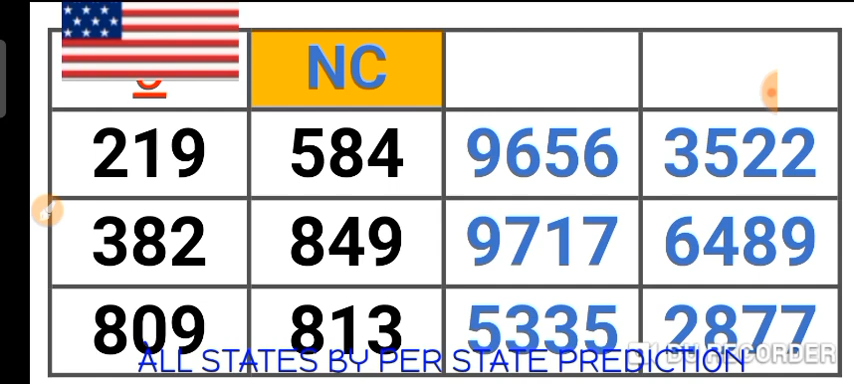 NC
219 584 9656 3522
382 849 9717 6489
809 813 5335 2877
ALL STATES BY PER STATE PREDICTION
RECORDER